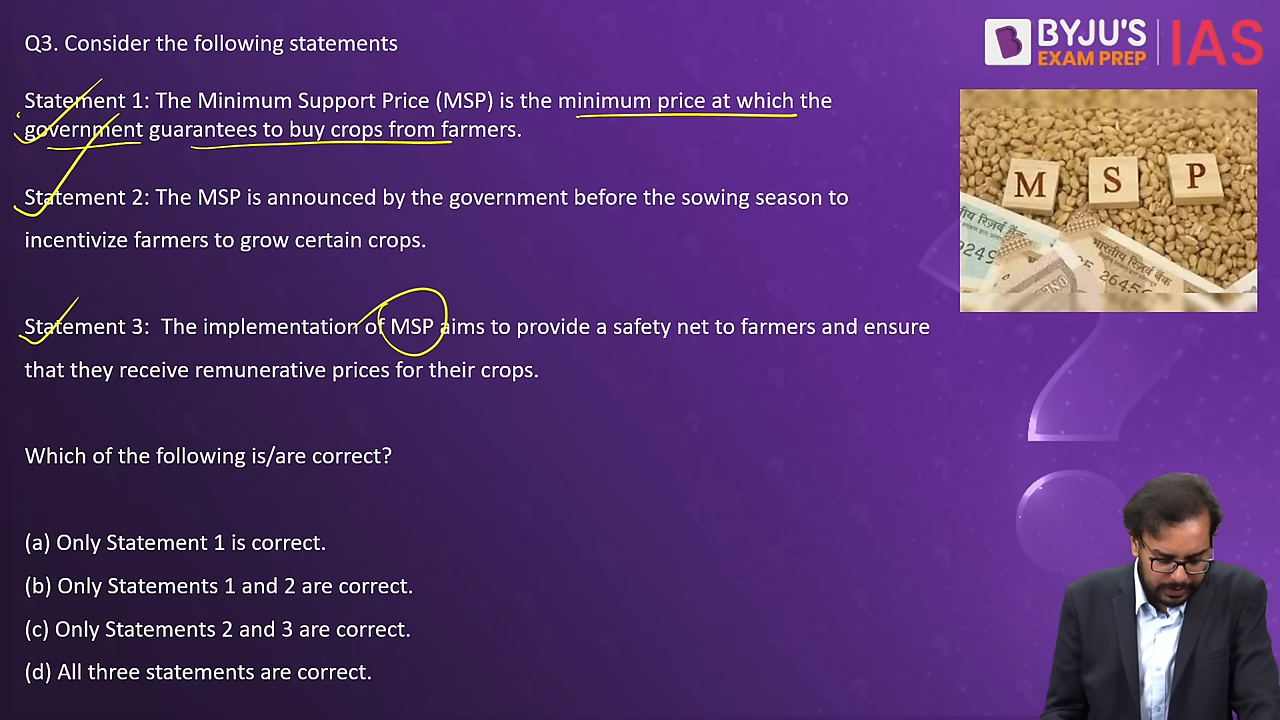 Q3. Consider the following statements
BYJU'S
EXAM PREP
IAS
Statement 1: The Minimum Support Price (MSP) is the minimum price at which the
government guarantees to buy crops from farmers.
Statement 2: The MSP is announced by the government before the sowing season to
incentivize farmers to grow certain crops.
M S P
भारतीय रिज़र्व बैंक
Statement 3: The implementation of MSP aims to provide a safety net to farmers and ensure
that they receive remunerative prices for their crops.
Which of the following is/are correct?
(a) Only Statement 1 is correct.
(b) Only Statements 1 and 2 are correct.
(c) Only Statements 2 and 3 are correct.
(d) All three statements are correct.